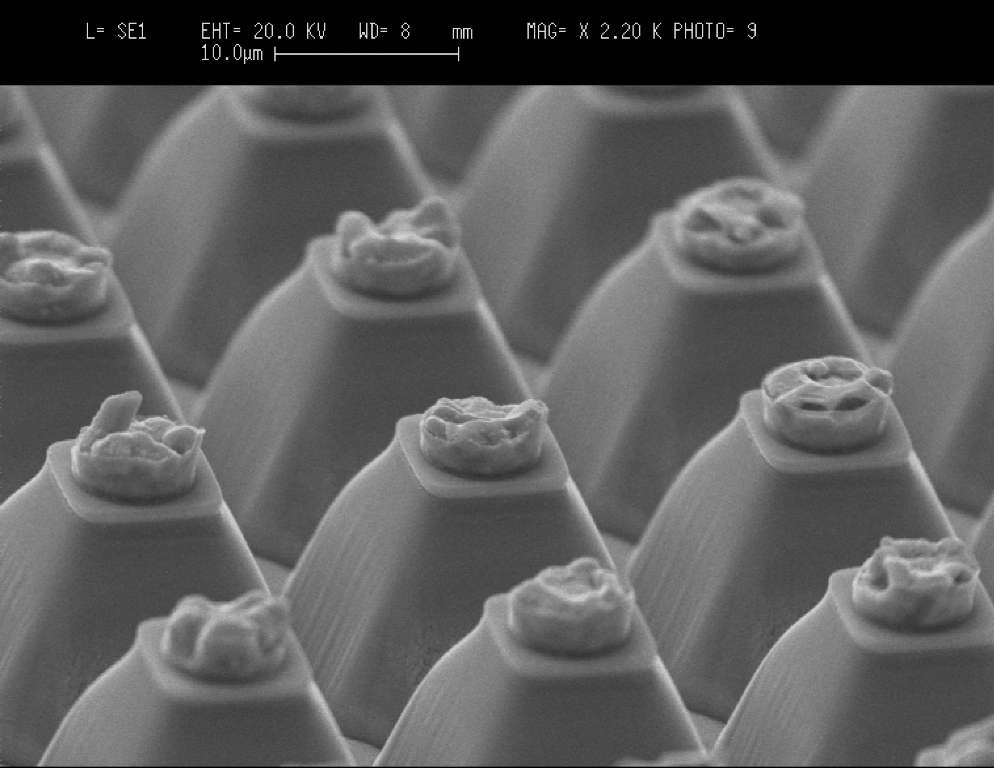 L= SE1 EHT= 20.0 KV WD= 8 mm MAG= X 2.20 K PHOTO= 9
10.0µm